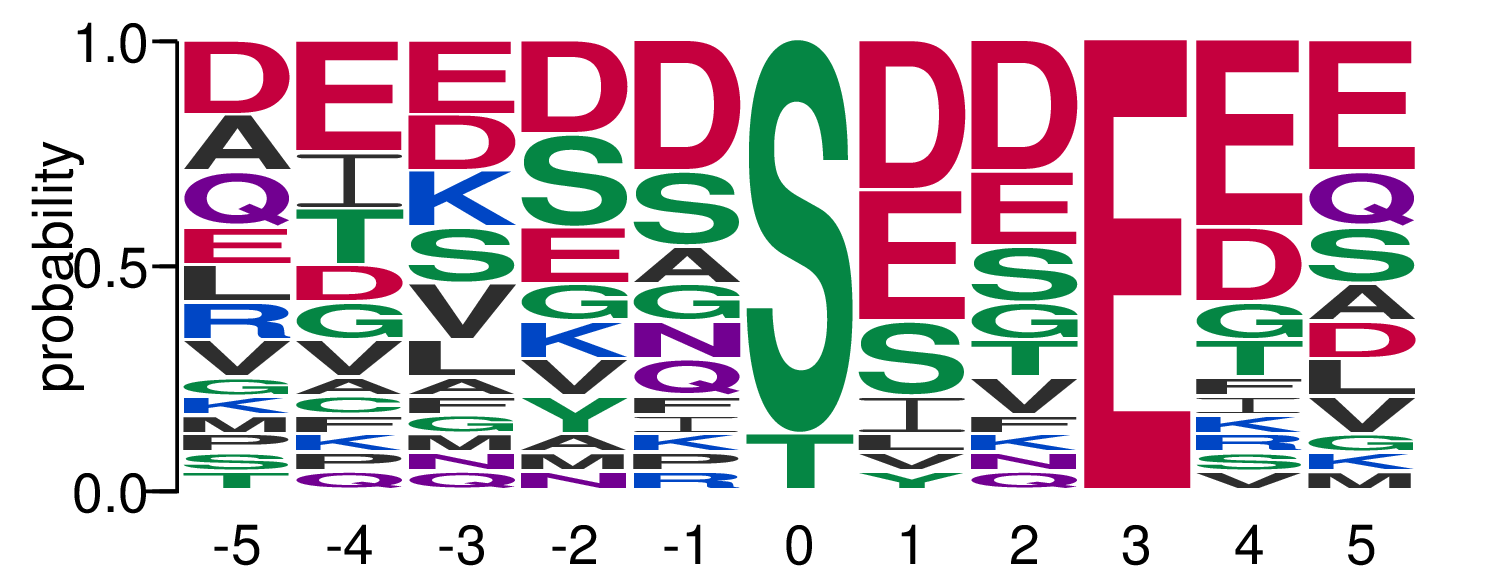 1.0
0.5
0.0
probability
D E E D D S D D E E E
A I D S S T E E D Q
Q T K E A S S G S
E D S G G I G T A
L G V K N L T F D
R V L V Q V V I L
V A A Y F Y F K V
G C F A I K R G
K F G M K N S K
M K M N P Q V M
P P N R
S Q Q
T
-5 -4 -3 -2 -1 0 1 2 3 4 5